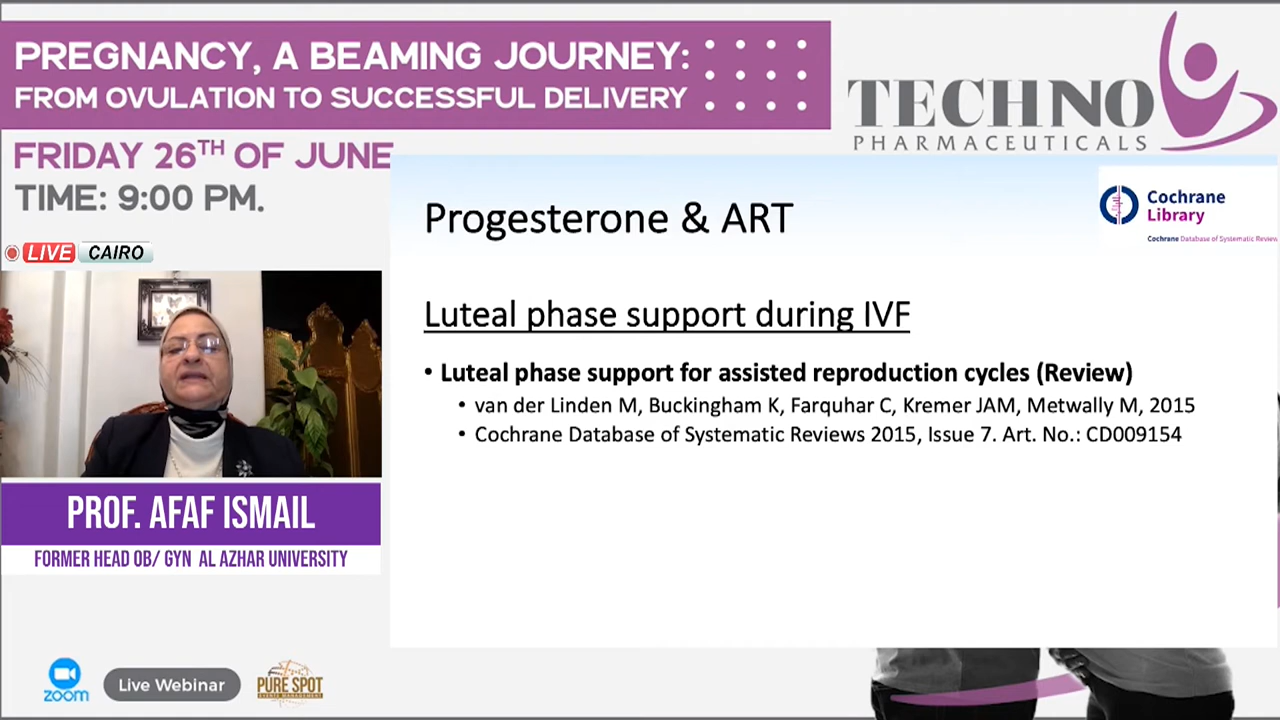 PREGNANCY, A BEAMING JOURNEY:
FROM OVULATION TO SUCCESSFUL DELIVERY
TECHNO
PHARMACEUTICALS
FRIDAY 26TH OF JUNE
TIME: 9:00 PM.
LIVE CAIRO
Progesterone & ART
Cochrane
Library
Cochrane Database of Systematic Review
Luteal phase support during IVF
• Luteal phase support for assisted reproduction cycles (Review)
• van der Linden M, Buckingham K, Farquhar C, Kremer JAM, Metwally M, 2015
• Cochrane Database of Systematic Reviews 2015, Issue 7. Art. No.: CD009154
PROF. AFAF ISMAIL
FORMER HEAD OB/ GYN AL AZHAR UNIVERSITY
zoom
Live Webinar
PURE SPOT
EVENTS MANAGEMENT